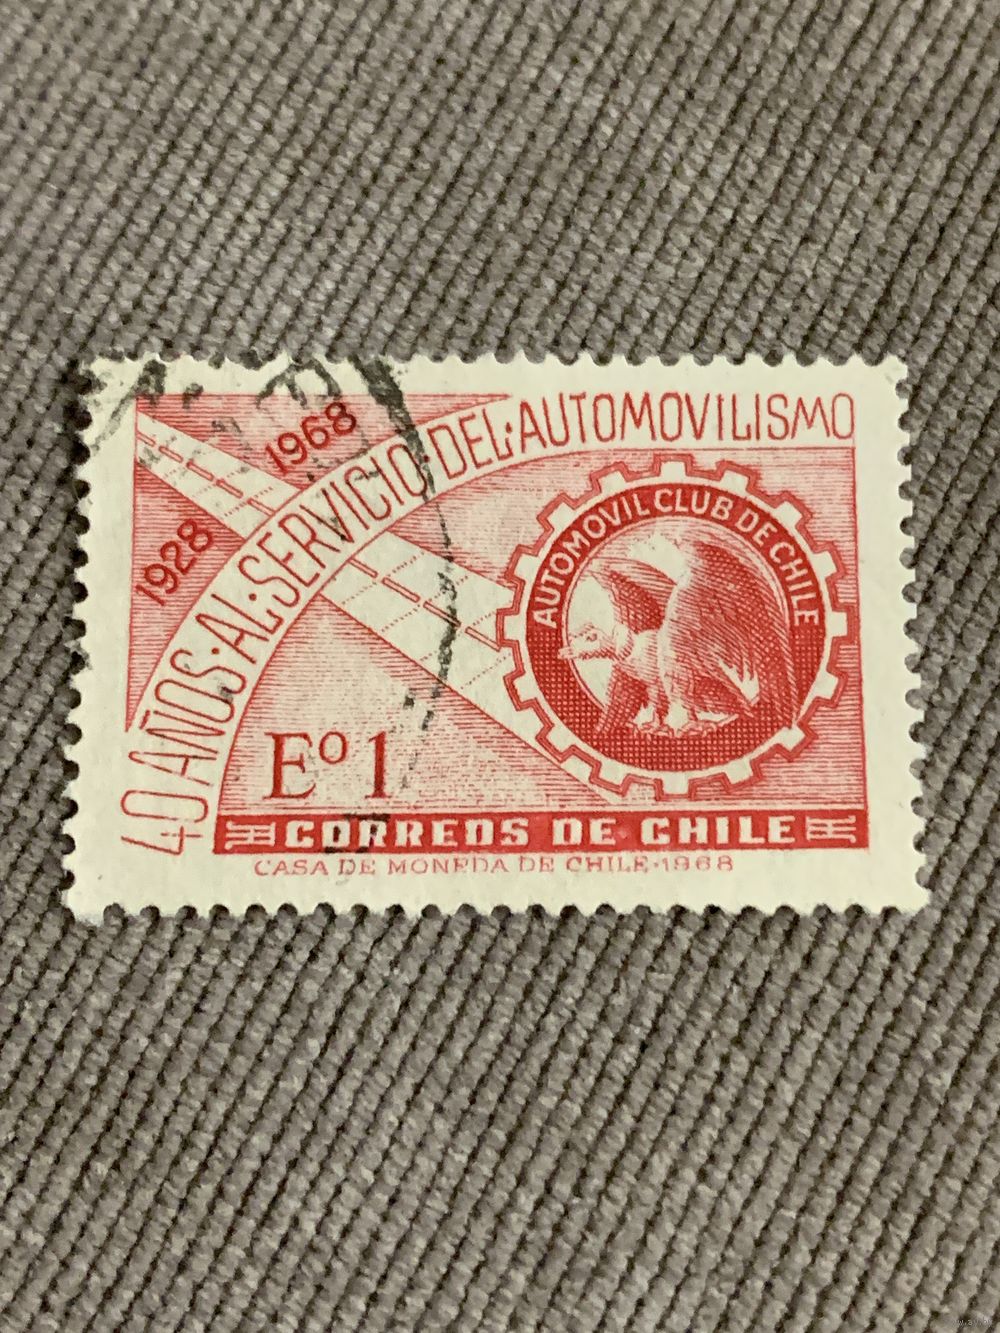 1928 1968
40 AÑOS·AL·SERVICIO·DEL·AUTOMOVILISMO
AUTOMOVIL CLUB DE CHILE
Eº1
CORREOS DE CHILE
CASA DE MONEDA DE CHILE·1968